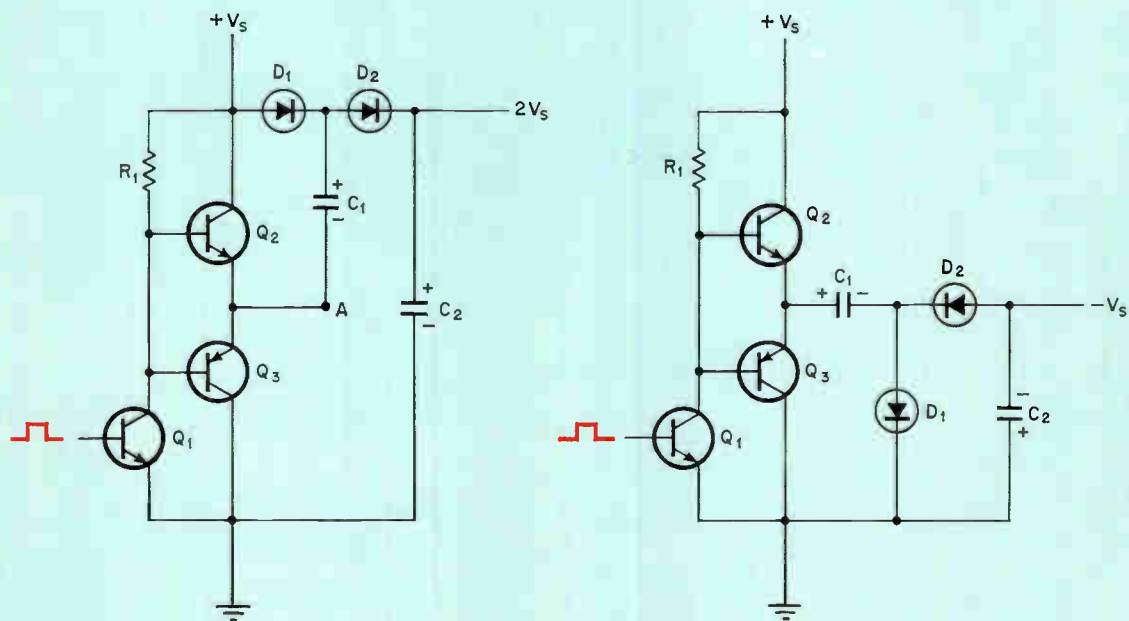 + Vs
D1
D2
2Vs
R1
+
C1
-
Q2
A
+
C2
-
Q3
Q1
+Vs
R1
Q2
C1
+
-
D2
-Vs
Q3
D1
-
C2
+
Q1